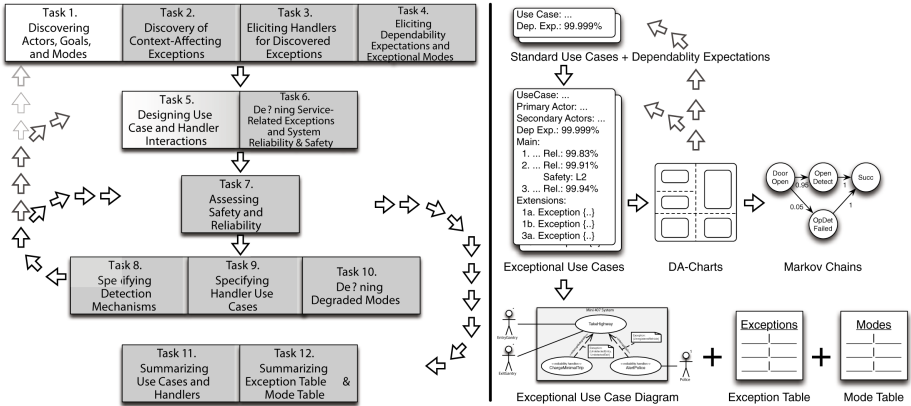 Task 1.
Discovering
Actors, Goals,
and Modes
Task 2.
Discovery of
Context-Affecting
Exceptions
Task 3.
Eliciting Handlers
for Discovered
Exceptions
Task 4.
Eliciting
Dependability
Expectations and
Exceptional Modes
Task 5.
Designing Use
Case and Handler
Interactions
Task 6.
De? ning Service-
Related Exceptions
and System
Reliability & Safety
Task 7.
Assessing
Safety and
Reliability
Task 8.
Specifying
Detection
Mechanisms
Task 9.
Specifying
Handler Use
Cases
Task 10.
De? ning
Degraded Modes
Task 11.
Summarizing
Use Cases and
Handlers
Task 12.
Summarizing
Exception Table &
Mode Table
Use Case: ...
Dep. Exp.: 99.999%
Standard Use Cases + Dependablity Expectations
UseCase: ...
Primary Actor: ...
Secondary Actors: ...
Dep Exp.: 99.999%
Main:
1. ... Rel.: 99.83%
2. ... Rel.: 99.91%
Safety: L2
3. ... Rel.: 99.94%
Extensions:
1a. Exception {..}
1b. Exception {..}
3a. Exception {..}
Exceptional Use Cases
DA-Charts
Door
Open
0.95
Open
Detect
1
Succ
0.05
OpDet
Failed
1
Markov Chains
TakeHighway
EntryGantry
ExitGantry
ChargeMinimalTrip
AlertPolice
Police
Exceptional Use Case Diagram
+
Exceptions
Exception Table
+
Modes
Mode Table